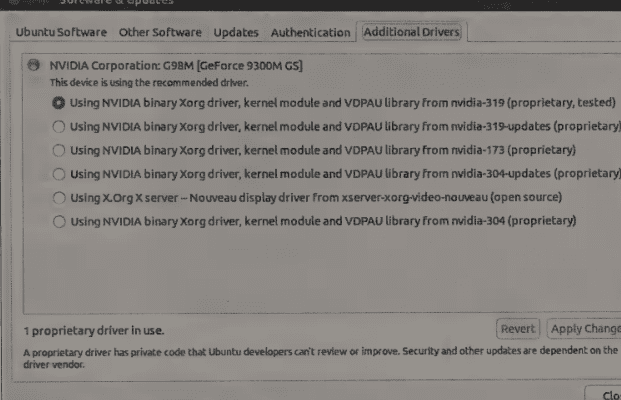 Software & Updates
Ubuntu Software Other Software Updates Authentication Additional Drivers
NVIDIA Corporation: G98M [GeForce 9300M GS]
This device is using the recommended driver.
Using NVIDIA binary Xorg driver, kernel module and VDPAU library from nvidia-319 (proprietary, tested)
Using NVIDIA binary Xorg driver, kernel module and VDPAU library from nvidia-319-updates (proprietary)
Using NVIDIA binary Xorg driver, kernel module and VDPAU library from nvidia-173 (proprietary)
Using NVIDIA binary Xorg driver, kernel module and VDPAU library from nvidia-304-updates (proprietary)
Using X.Org X server – Nouveau display driver from xserver-xorg-video-nouveau (open source)
Using NVIDIA binary Xorg driver, kernel module and VDPAU library from nvidia-304 (proprietary)
1 proprietary driver in use.
Revert Apply Change
A proprietary driver has private code that Ubuntu developers can't review or improve. Security and other updates are dependent on the
driver vendor.
Clo